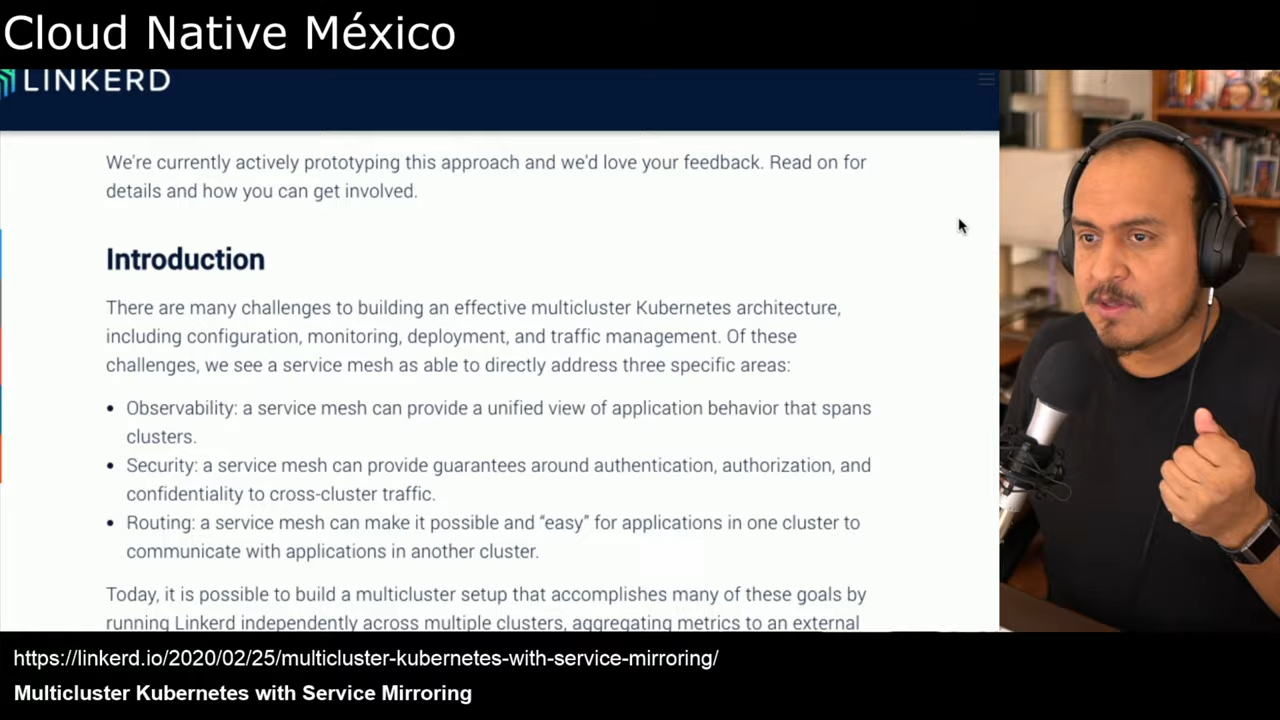 Cloud Native México
LINKERD
We're currently actively prototyping this approach and we'd love your feedback. Read on for
details and how you can get involved.
Introduction
There are many challenges to building an effective multicluster Kubernetes architecture,
including configuration, monitoring, deployment, and traffic management. Of these
challenges, we see a service mesh as able to directly address three specific areas:
• Observability: a service mesh can provide a unified view of application behavior that spans
clusters.
• Security: a service mesh can provide guarantees around authentication, authorization, and
confidentiality to cross-cluster traffic.
• Routing: a service mesh can make it possible and “easy” for applications in one cluster to
communicate with applications in another cluster.
Today, it is possible to build a multicluster setup that accomplishes many of these goals by
running Linkerd independently across multiple clusters, aggregating metrics to an external
https://linkerd.io/2020/02/25/multicluster-kubernetes-with-service-mirroring/
Multicluster Kubernetes with Service Mirroring